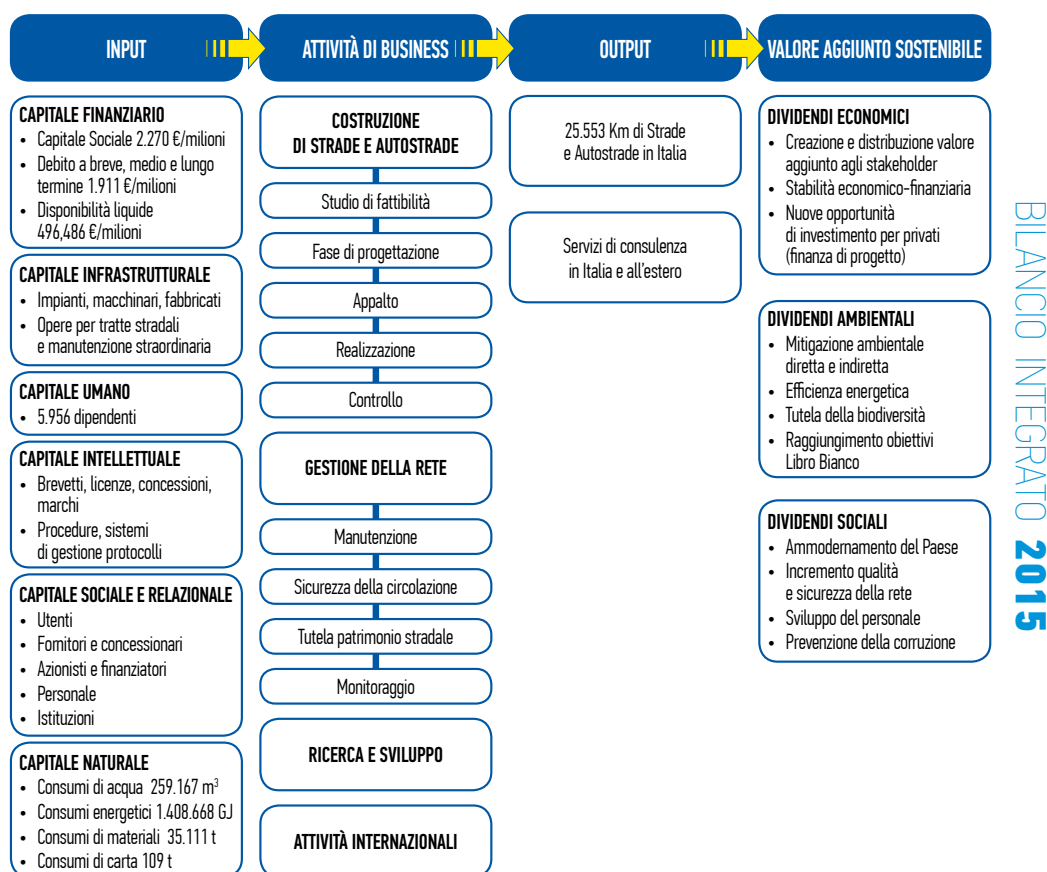 INPUT
ATTIVITÀ DI BUSINESS
OUTPUT
VALORE AGGIUNTO SOSTENIBILE
CAPITALE FINANZIARIO
• Capitale Sociale 2.270 €/milioni
• Debito a breve, medio e lungo
termine 1.911 €/milioni
• Disponibilità liquide
496,486 €/milioni
CAPITALE INFRASTRUTTURALE
• Impianti, macchinari, fabbricati
• Opere per tratte stradali
e manutenzione straordinaria
CAPITALE UMANO
• 5.956 dipendenti
CAPITALE INTELLETTUALE
• Brevetti, licenze, concessioni,
marchi
• Procedure, sistemi
di gestione protocolli
CAPITALE SOCIALE E RELAZIONALE
• Utenti
• Fornitori e concessionari
• Azionisti e finanziatori
• Personale
• Istituzioni
CAPITALE NATURALE
• Consumi di acqua 259.167 m³
• Consumi energetici 1.408.668 GJ
• Consumi di materiali 35.111 t
• Consumi di carta 109 t
COSTRUZIONE
DI STRADE E AUTOSTRADE
Studio di fattibilità
Fase di progettazione
Appalto
Realizzazione
Controllo
GESTIONE DELLA RETE
Manutenzione
Sicurezza della circolazione
Tutela patrimonio stradale
Monitoraggio
RICERCA E SVILUPPO
ATTIVITÀ INTERNAZIONALI
25.553 Km di Strade
e Autostrade in Italia
Servizi di consulenza
in Italia e all'estero
DIVIDENDI ECONOMICI
• Creazione e distribuzione valore
aggiunto agli stakeholder
• Stabilità economico-finanziaria
• Nuove opportunità
di investimento per privati
(finanza di progetto)
DIVIDENDI AMBIENTALI
• Mitigazione ambientale
diretta e indiretta
• Efficienza energetica
• Tutela della biodiversità
• Raggiungimento obiettivi
Libro Bianco
DIVIDENDI SOCIALI
• Ammodernamento del Paese
• Incremento qualità
e sicurezza della rete
• Sviluppo del personale
• Prevenzione della corruzione
BILANCIO INTEGRATO 2015